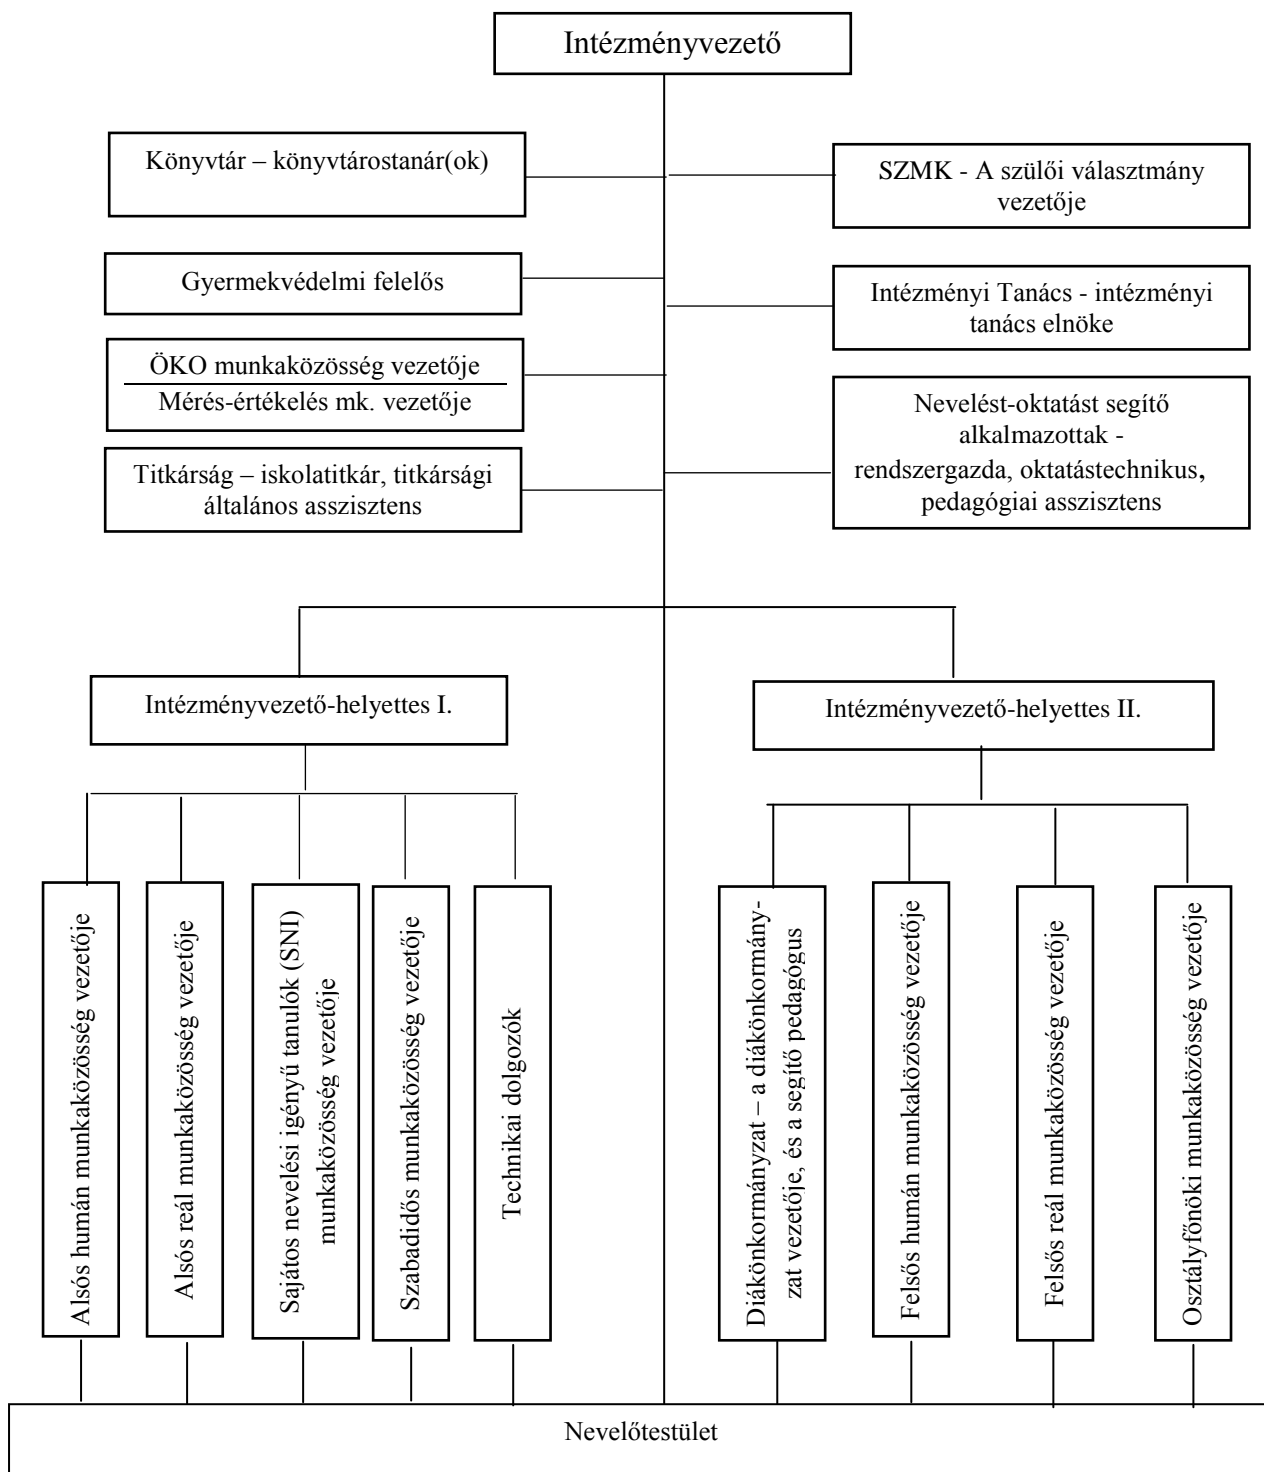 Intézményvezető
Könyvtár – könyvtárostanár(ok)
SZMK - A szülői választmány
vezetője
Gyermekvédelmi felelős
Intézményi Tanács - intézményi
tanács elnöke
ÖKO munkaközösség vezetője
Mérés-értékelés mk. vezetője
Nevelést-oktatást segítő
alkalmazottak -
rendszergazda, oktatástechnikus,
pedagógiai asszisztens
Titkárság – iskolatitkár, titkársági
általános asszisztens
Intézményvezető-helyettes I.
Intézményvezető-helyettes II.
Alsós humán munkaközösség vezetője
Alsós reál munkaközösség vezetője
Sajátos nevelési igényű tanulók (SNI)
munkaközösség vezetője
Szabadidős munkaközösség vezetője
Technikai dolgozók
Diákönkormányzat – a diákönkormány-
zat vezetője, és a segítő pedagógus
Felsős humán munkaközösség vezetője
Felsős reál munkaközösség vezetője
Osztályfőnöki munkaközösség vezetője
Nevelőtestület